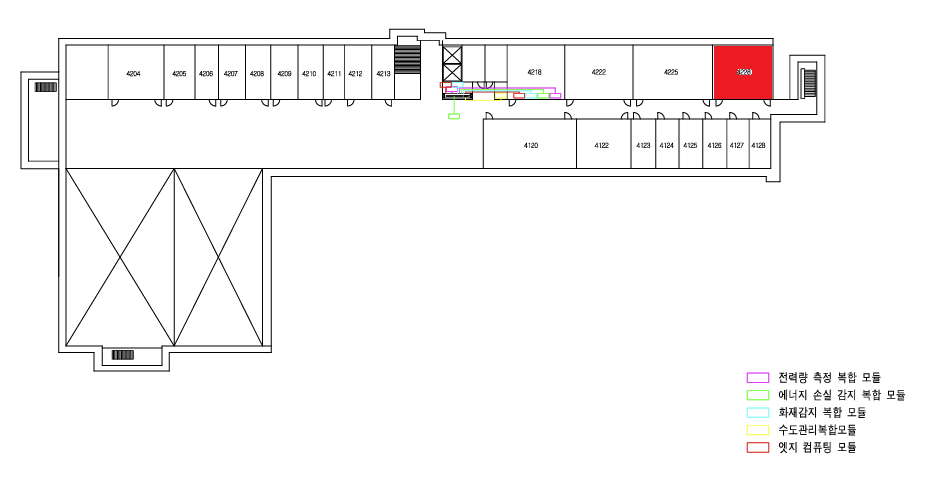 4204 4205 4206 4207 4208 4209 4210 4211 4212 4213 4218 4222 4225 4228
4120 4122 4123 4124 4125 4126 4127 4128
전력량 측정 복합 모듈
에너지 손실 감지 복합 모듈
화재감지 복합 모듈
수도관리복합모듈
엣지 컴퓨팅 모듈